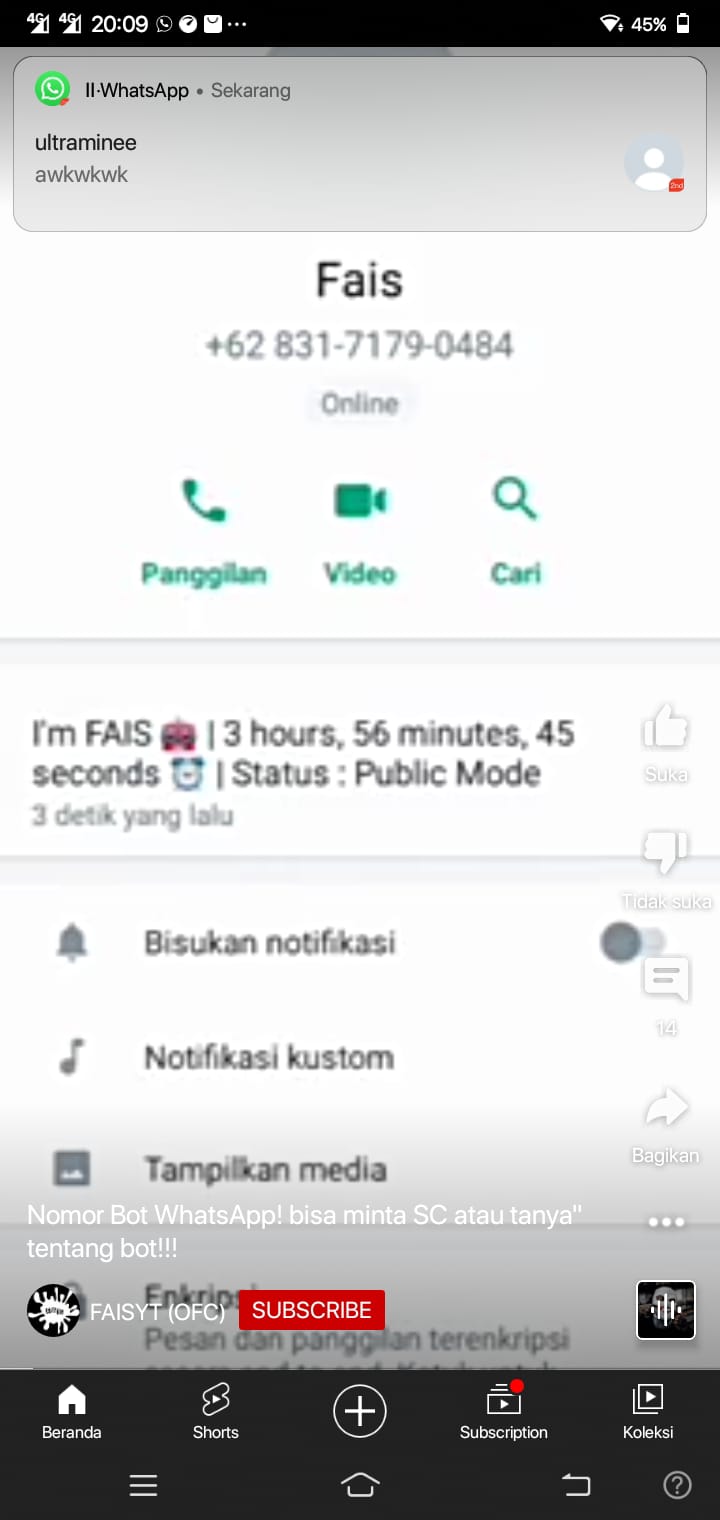 4G 4G 20:09 45%
II·WhatsApp • Sekarang
ultraminee
awkwkwk
2nd
Fais
+62 831-7179-0484
Online
Panggilan Video Cari
I'm FAIS | 3 hours, 56 minutes, 45
seconds ⏰ | Status : Public Mode
3 detik yang lalu
Suka
Tidak suka
Bisukan notifikasi
14
Notifikasi kustom
Bagikan
Tampilkan media
Nomor Bot WhatsApp! bisa minta SC atau tanya"
tentang bot!!!
Enkripsi
FAISYT (OFC) SUBSCRIBE
Pesan dan panggilan terenkripsi
Beranda Shorts Subscription Koleksi